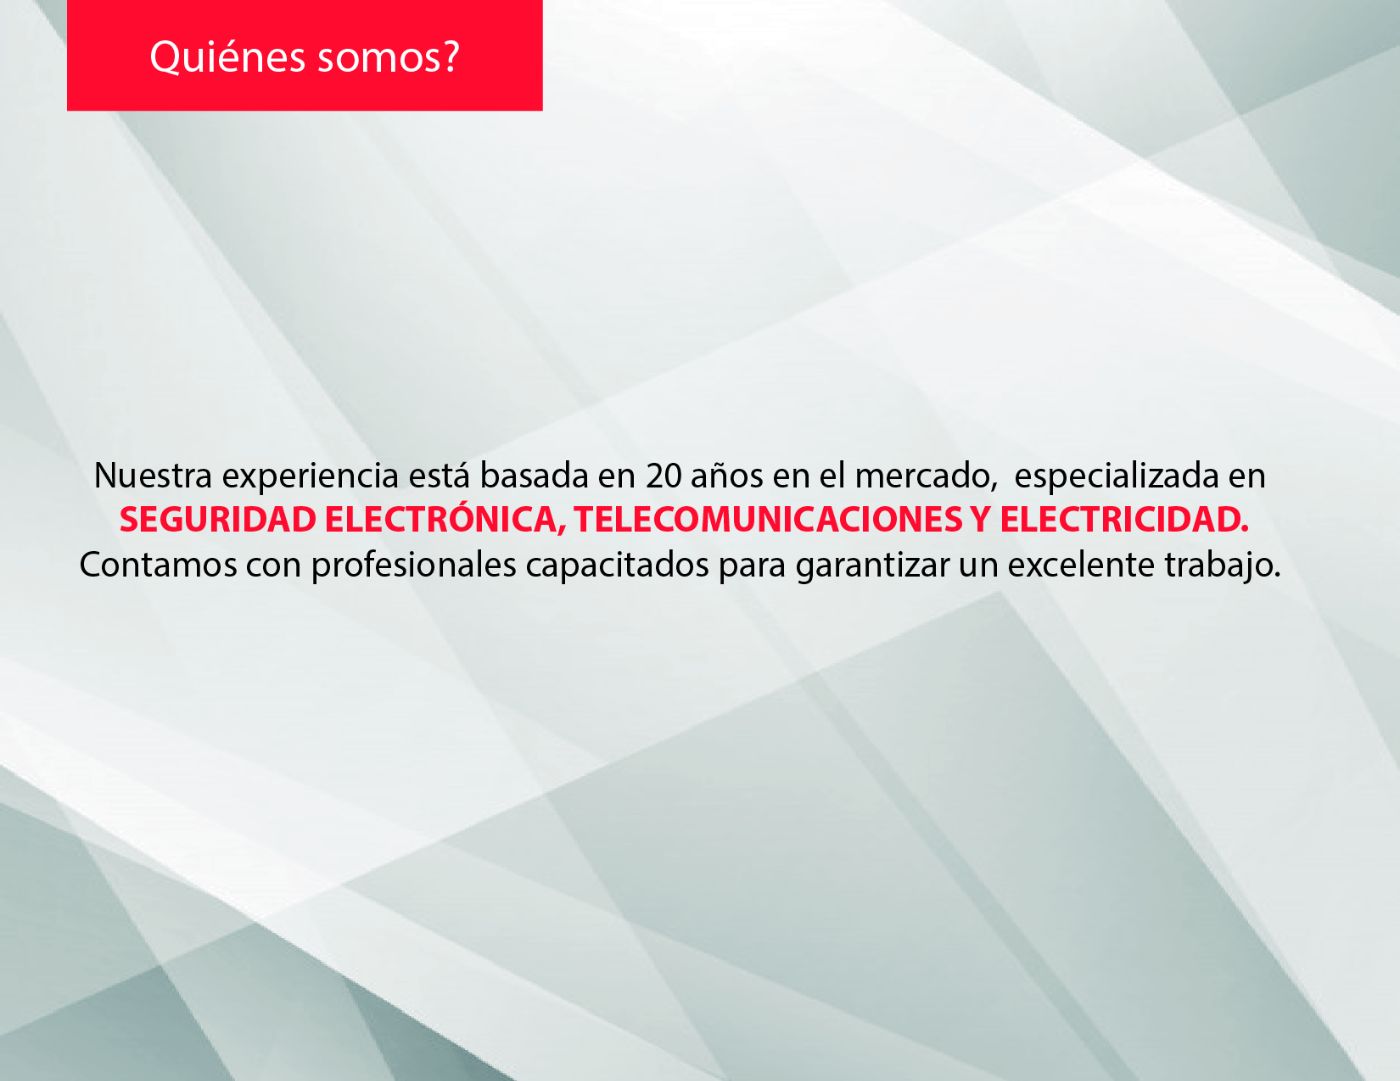 Quiénes somos?
Nuestra experiencia está basada en 20 años en el mercado,  especializada en
SEGURIDAD ELECTRÓNICA, TELECOMUNICACIONES Y ELECTRICIDAD.
Contamos con profesionales capacitados para garantizar un excelente trabajo.